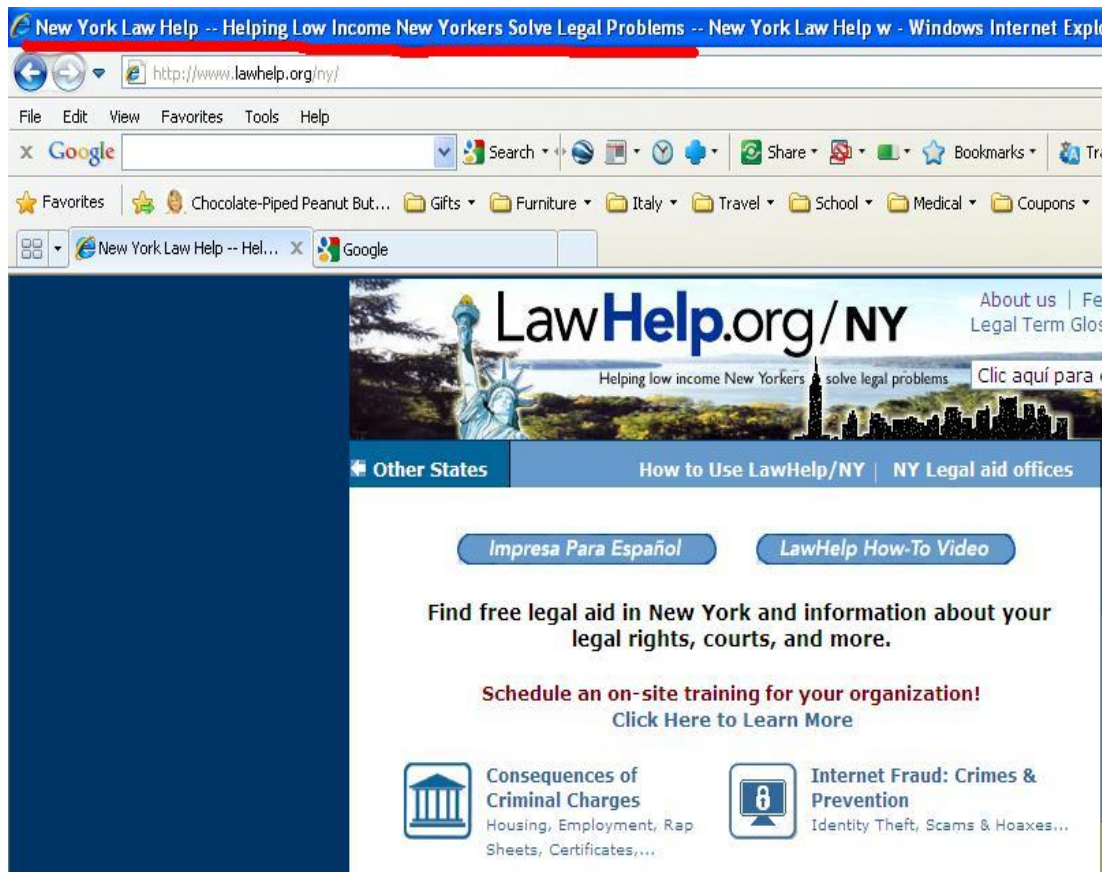 New York Law Help -- Helping Low Income New Yorkers Solve Legal Problems -- New York Law Help w - Windows Internet Explo
http://www.lawhelp.org/ny/
File Edit View Favorites Tools Help
x Google Search Share Bookmarks Tra
Favorites Chocolate-Piped Peanut But... Gifts Furniture Italy Travel School Medical Coupons
New York Law Help -- Hel... X Google
LawHelp.org/NY
About us | Fe
Legal Term Glos
Helping low income New Yorkers solve legal problems
Clic aquí para
Other States How to Use LawHelp/NY | NY Legal aid offices
Impresa Para Español LawHelp How-To Video
Find free legal aid in New York and information about your
legal rights, courts, and more.
Schedule an on-site training for your organization!
Click Here to Learn More
Consequences of
Criminal Charges
Housing, Employment, Rap
Sheets, Certificates,...
Internet Fraud: Crimes &
Prevention
Identity Theft, Scams & Hoaxes...